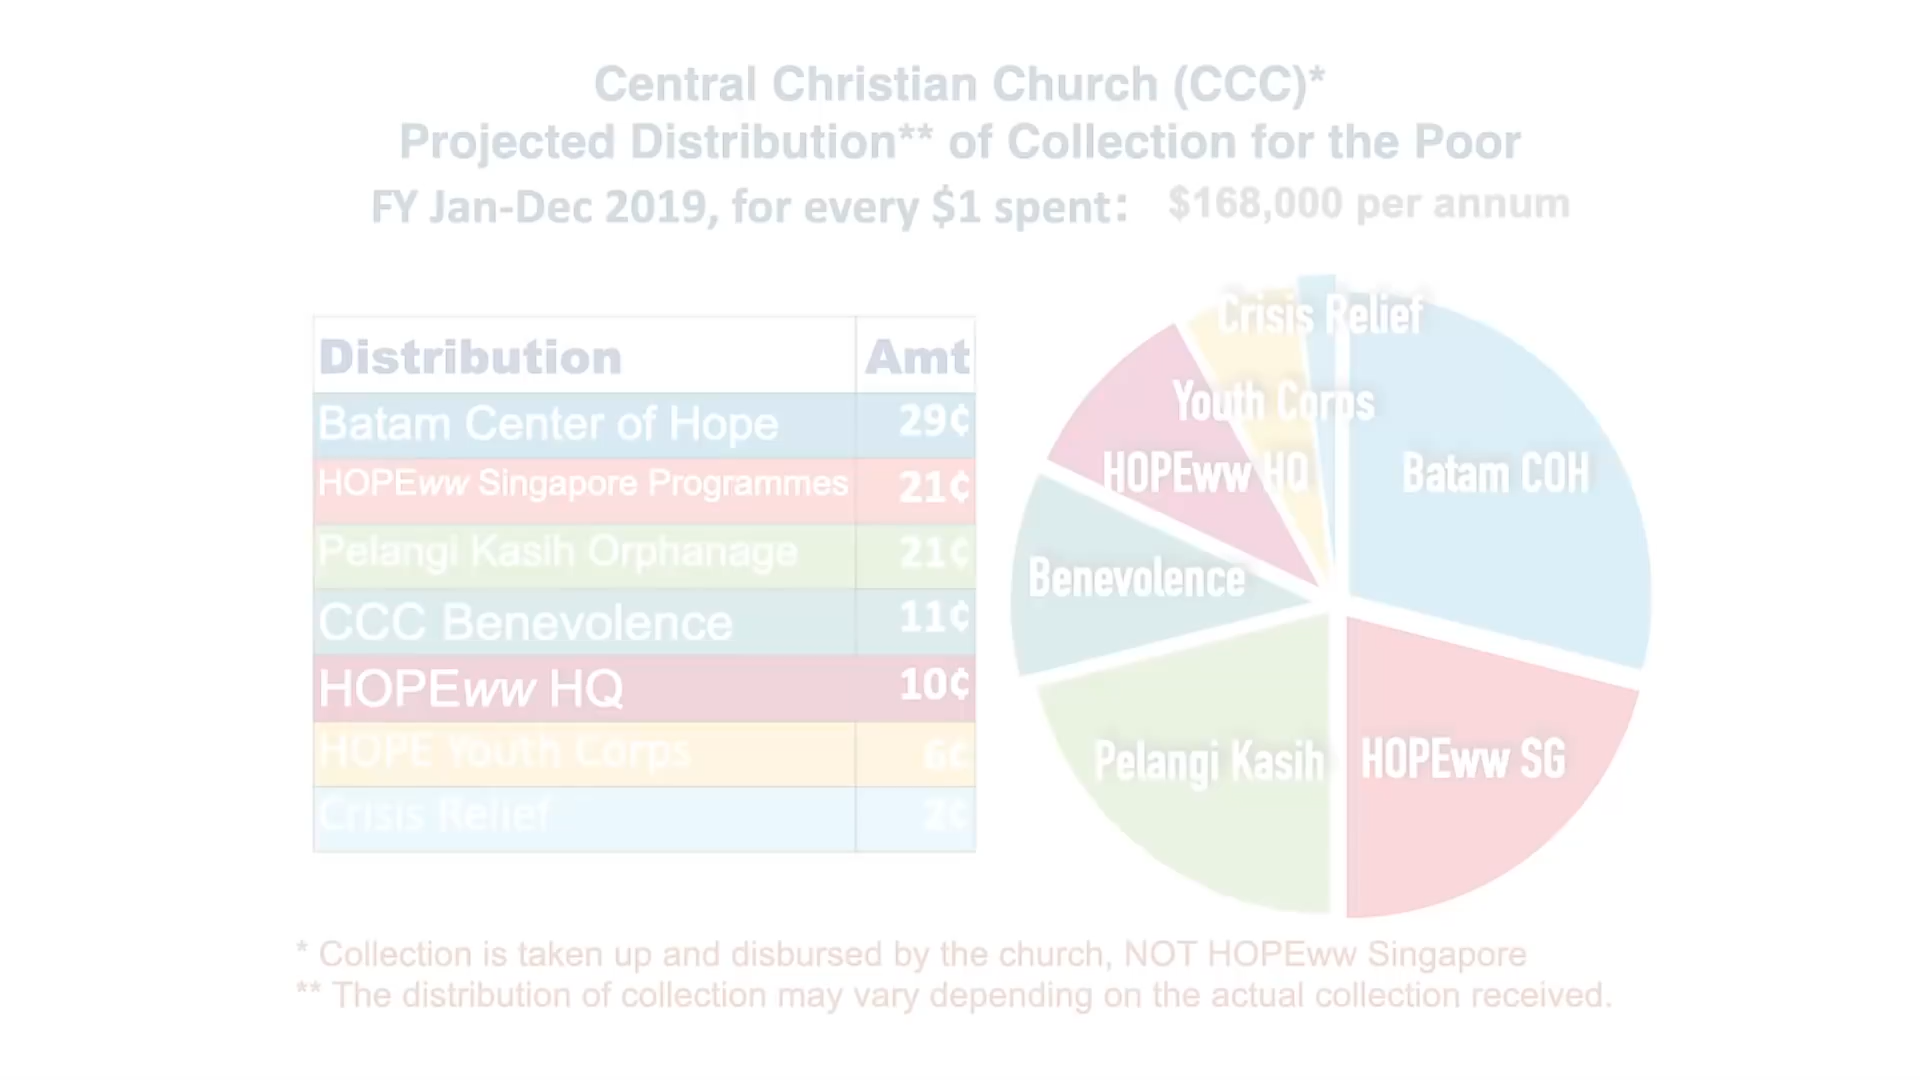 Central Christian Church (CCC)*
Projected Distribution** of Collection for the Poor
FY Jan-Dec 2019, for every $1 spent: $168,000 per annum
Distribution Amt
Batam Center of Hope 29¢
HOPEww Singapore Programmes 21¢
Pelangi Kasih Orphanage 21¢
CCC Benevolence 11¢
HOPEww HQ 10¢
HOPE Youth Corps 6¢
Crisis Relief 2¢
Crisis Relief
Youth Corps
HOPEww HQ
Batam COH
Benevolence
Pelangi Kasih
HOPEww SG
* Collection is taken up and disbursed by the church, NOT HOPEww Singapore
** The distribution of collection may vary depending on the actual collection received.